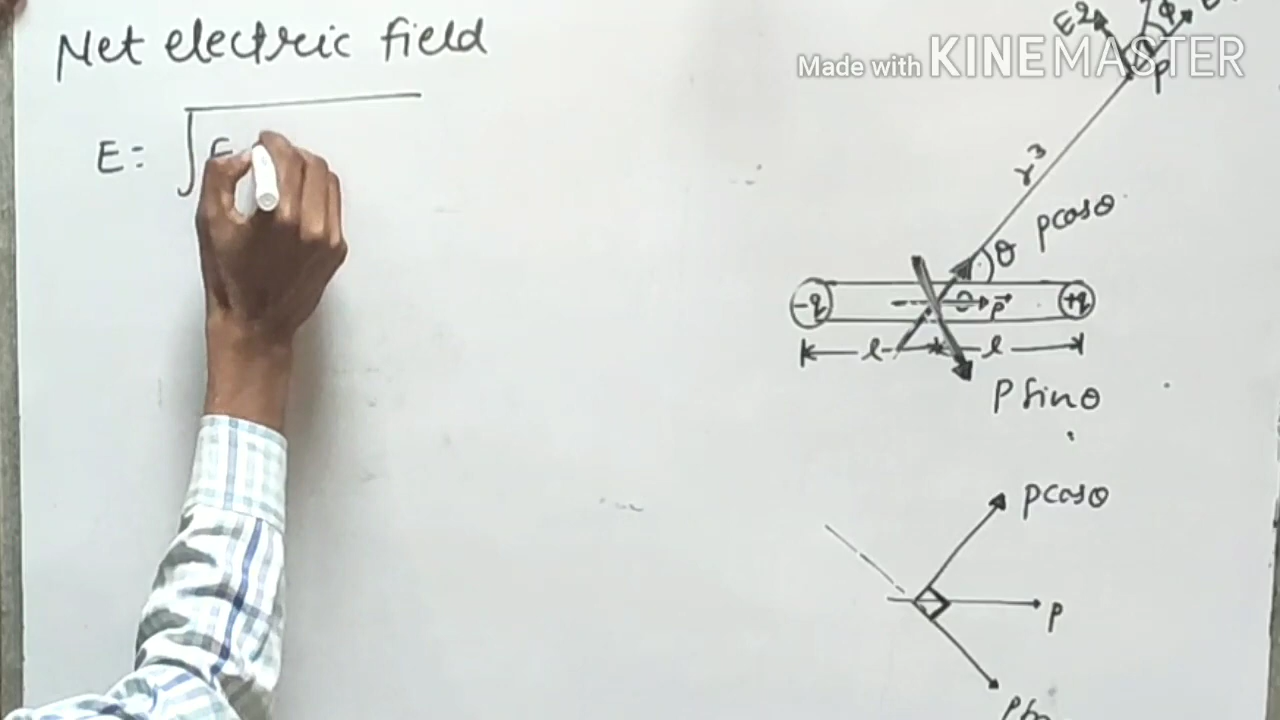 Net electric field
E =
E2
φ
Made with KINEMASTER
P
r3
pcosθ
θ
-q
P
+q
l
l
P sinθ
pcosθ
P